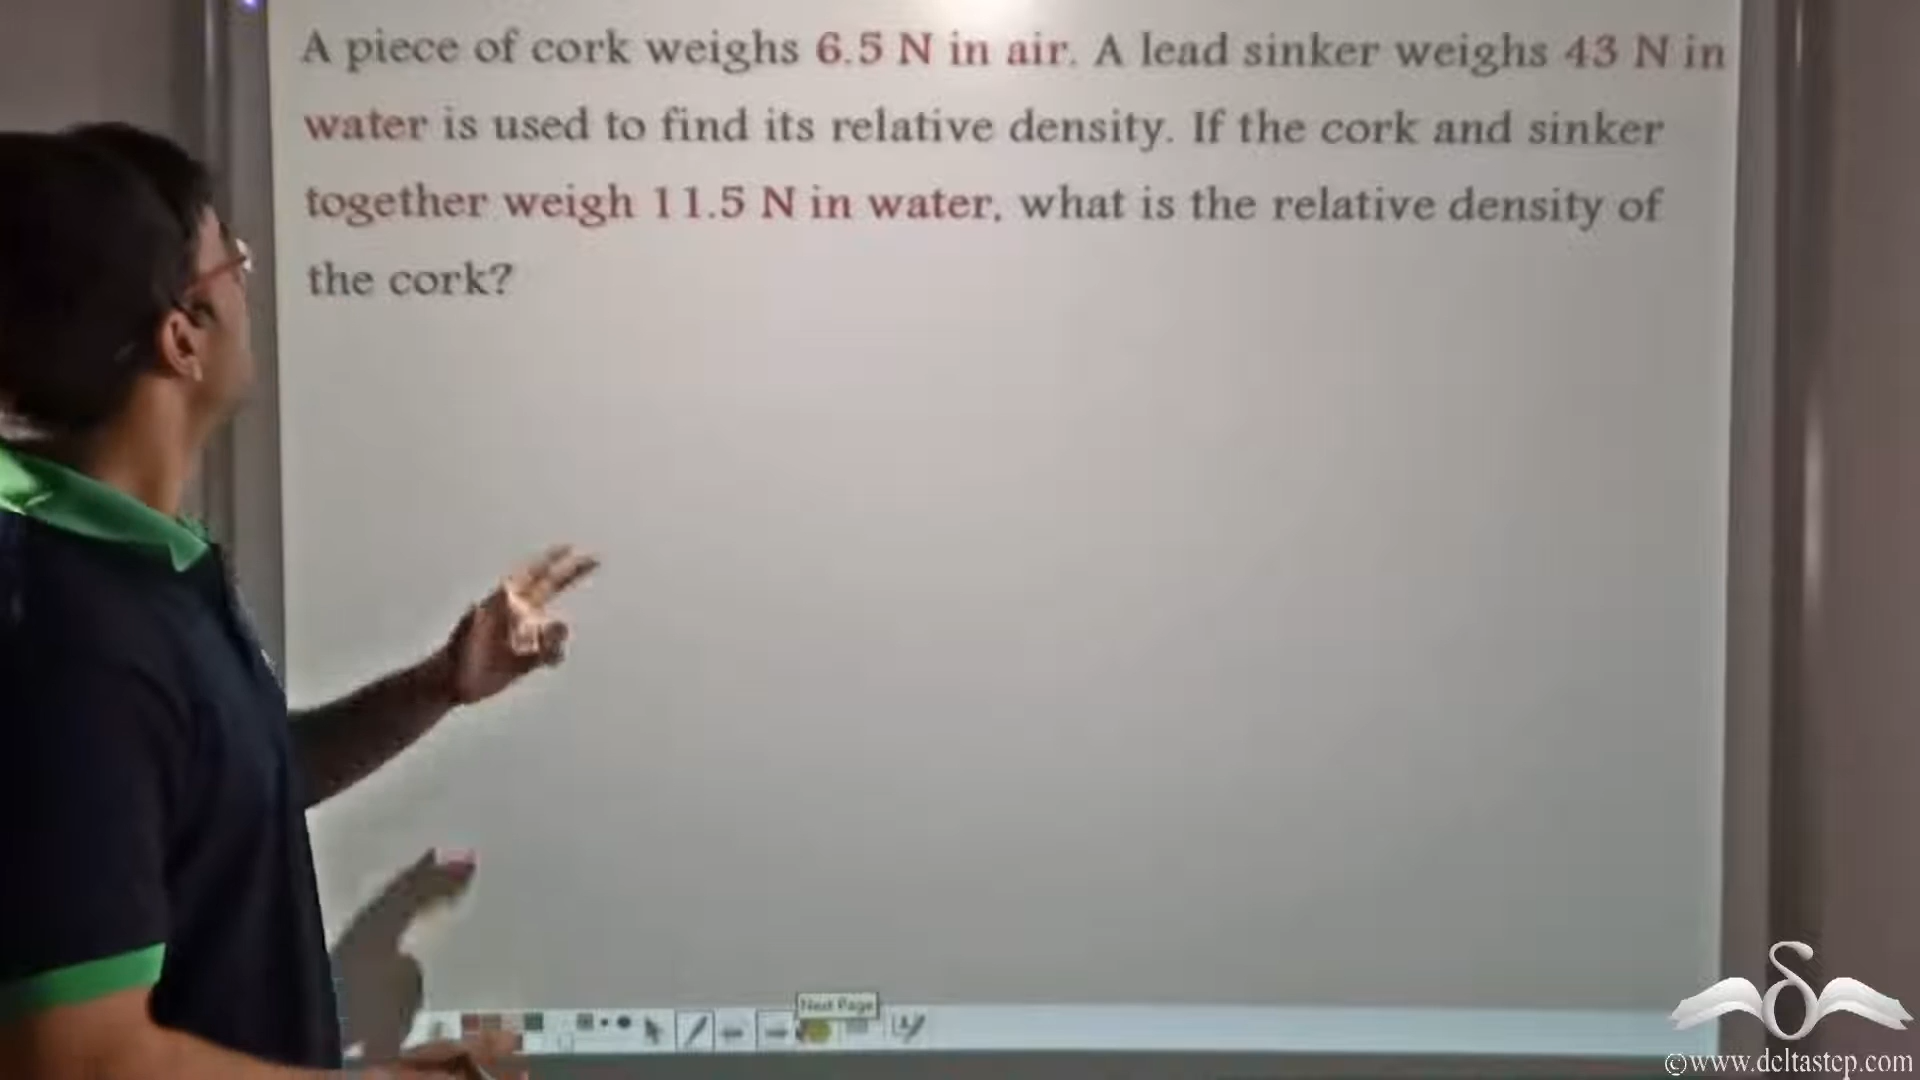 A piece of cork weighs 6.5 N in air. A lead sinker weighs 43 N in
water is used to find its relative density. If the cork and sinker
together weigh 11.5 N in water, what is the relative density of
the cork?
Next Page
©www.deltastep.com